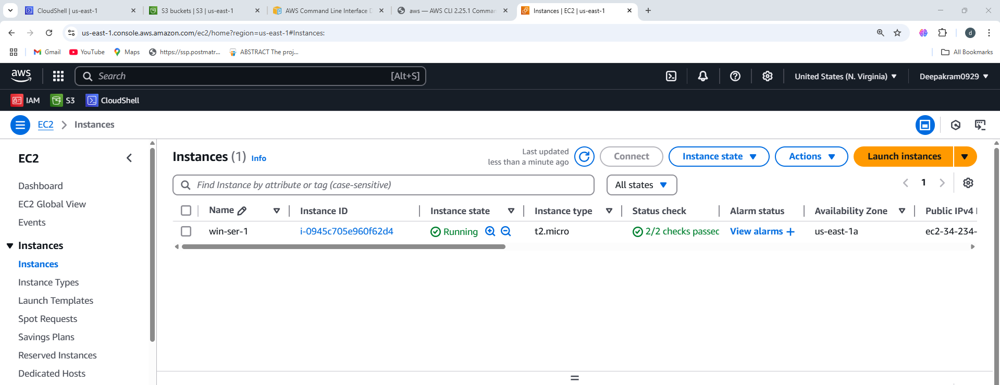 CloudShell | us-east-1
S3 buckets | S3 | us-east-1
AWS Command Line Interface D
aws — AWS CLI 2.25.1 Comman
Instances | EC2 | us-east-1
us-east-1.console.aws.amazon.com/ec2/home?region=us-east-1#Instances:
d
Gmail
YouTube
Maps
https://ssp.postmatr...
ABSTRACT The proj...
All Bookmarks
aws
Search
[Alt+S]
United States (N. Virginia)
Deepakram0929
IAM
S3
CloudShell
EC2
Instances
EC2
Dashboard
EC2 Global View
Events
Instances
Instances
Instance Types
Launch Templates
Spot Requests
Savings Plans
Reserved Instances
Dedicated Hosts
Instances (1) Info
Last updated
less than a minute ago
Connect
Instance state
Actions
Launch instances
Find Instance by attribute or tag (case-sensitive)
All states
1
Name Instance ID Instance state Instance type Status check Alarm status Availability Zone Public IPv4
win-ser-1 i-0945c705e960f62d4 Running t2.micro 2/2 checks passec View alarms + us-east-1a ec2-34-234-